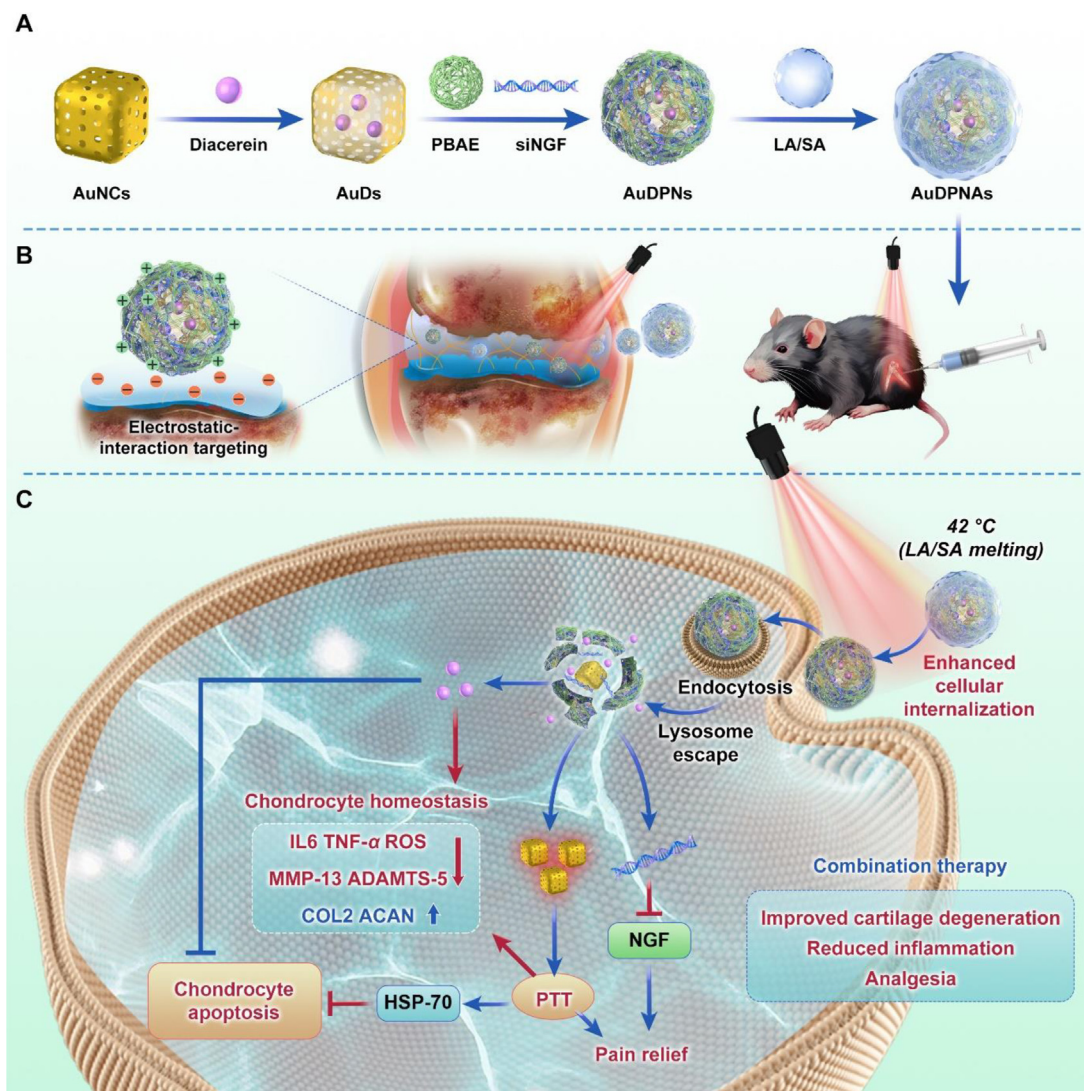 A
Diacerein
PBAE
siNGF
LA/SA
AuNCs
AuDs
AuDPNs
AuDPNAs
B
+
+
+
+
+
+
+
+
−
−
−
−
−
−
−
Electrostatic-
interaction targeting
C
42 °C
(LA/SA melting)
Enhanced
cellular
internalization
Endocytosis
Lysosome
escape
Chondrocyte homeostasis
IL6 TNF-α ROS
MMP-13 ADAMTS-5
COL2 ACAN
NGF
Combination therapy
Improved cartilage degeneration
Reduced inflammation
Analgesia
Chondrocyte
apoptosis
HSP-70
PTT
Pain relief